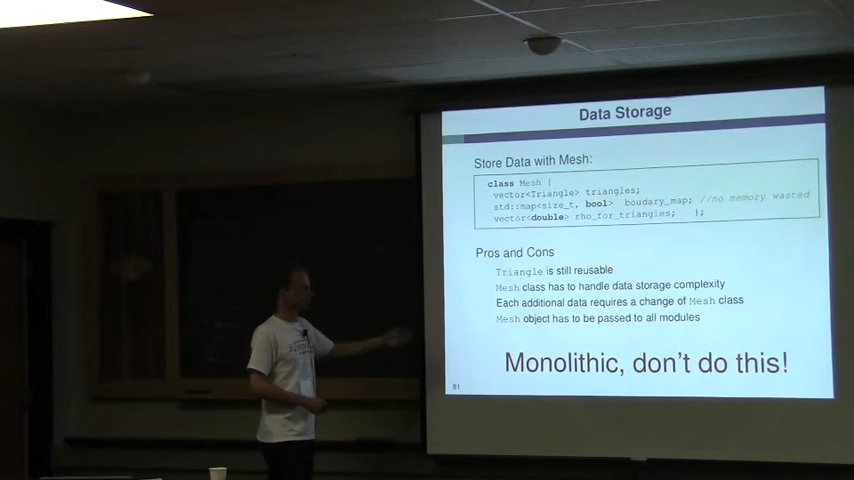 Data Storage
Store Data with Mesh:
class Mesh {
vector<Triangle> triangles;
std::map<size_t, bool> boudary_map; //no memory wasted
vector<double> rho_for_triangles; };
Pros and Cons
Triangle is still reusable
Mesh class has to handle data storage complexity
Each additional data requires a change of Mesh class
Mesh object has to be passed to all modules
Monolithic, don't do this!
81